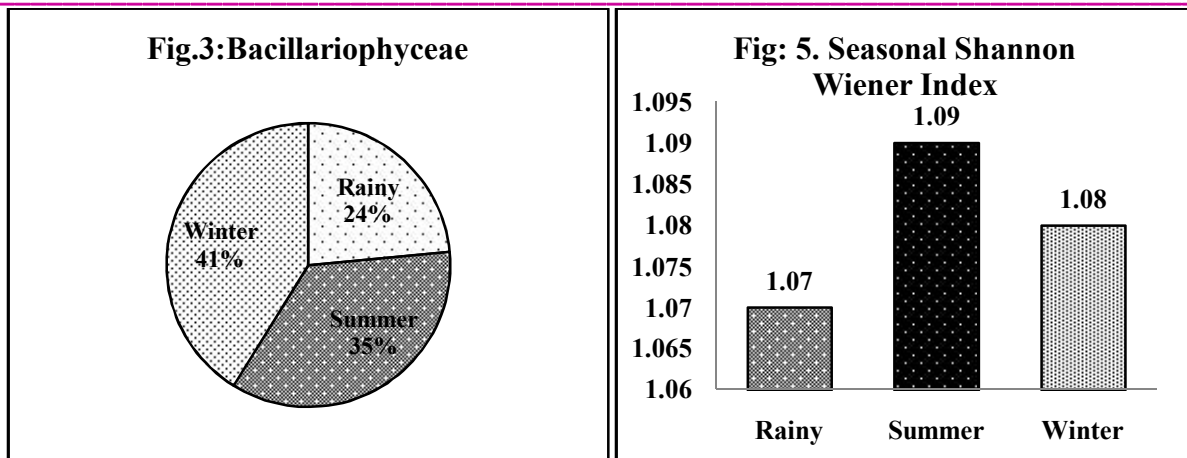 Fig.3:Bacillariophyceae
Rainy
24%
Winter
41%
Summer
35%
Fig: 5. Seasonal Shannon
Wiener Index
1.095
1.09
1.085
1.08
1.075
1.07
1.065
1.06
1.07
1.09
1.08
Rainy
Summer
Winter